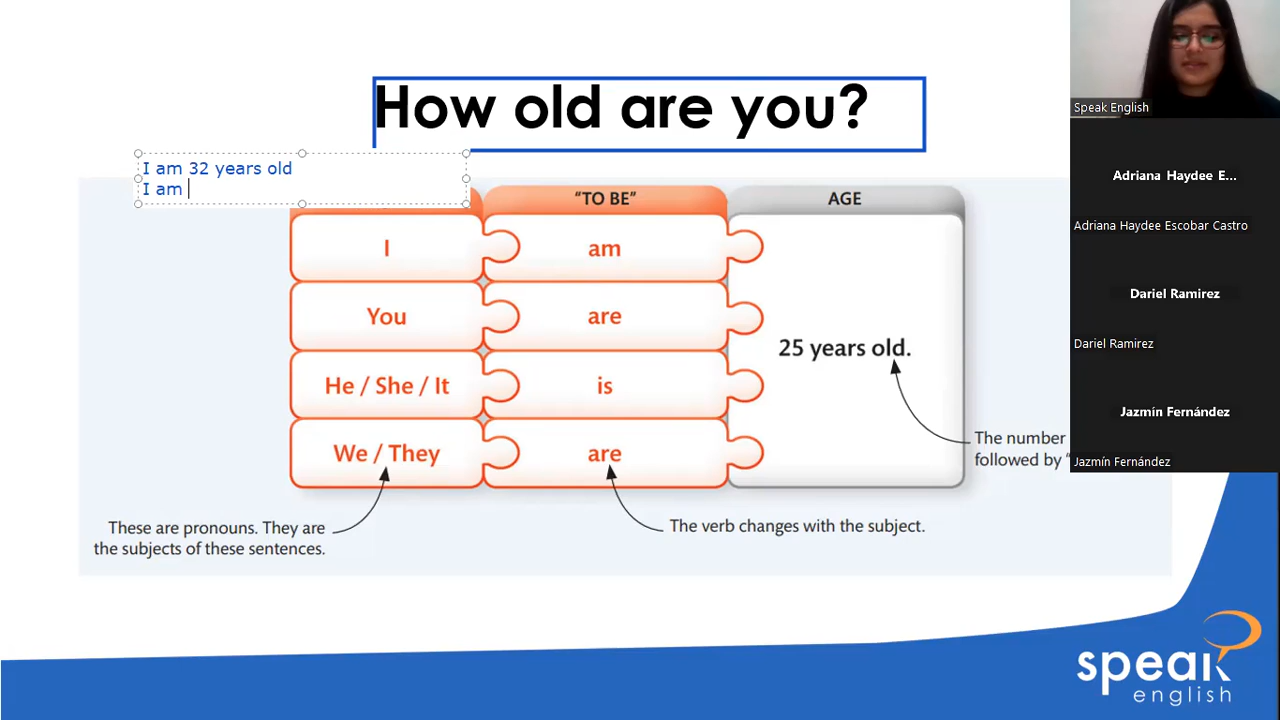 How old are you?
I am 32 years old
I am
"TO BE"
AGE
I
am
You
are
25 years old.
He / She / It
is
We / They
are
The number
followed by "
These are pronouns. They are
the subjects of these sentences.
The verb changes with the subject.
Speak English
Adriana Haydee E...
Adriana Haydee Escobar Castro
Dariel Ramirez
Dariel Ramirez
Jazmín Fernández
Jazmín Fernández
speak
english